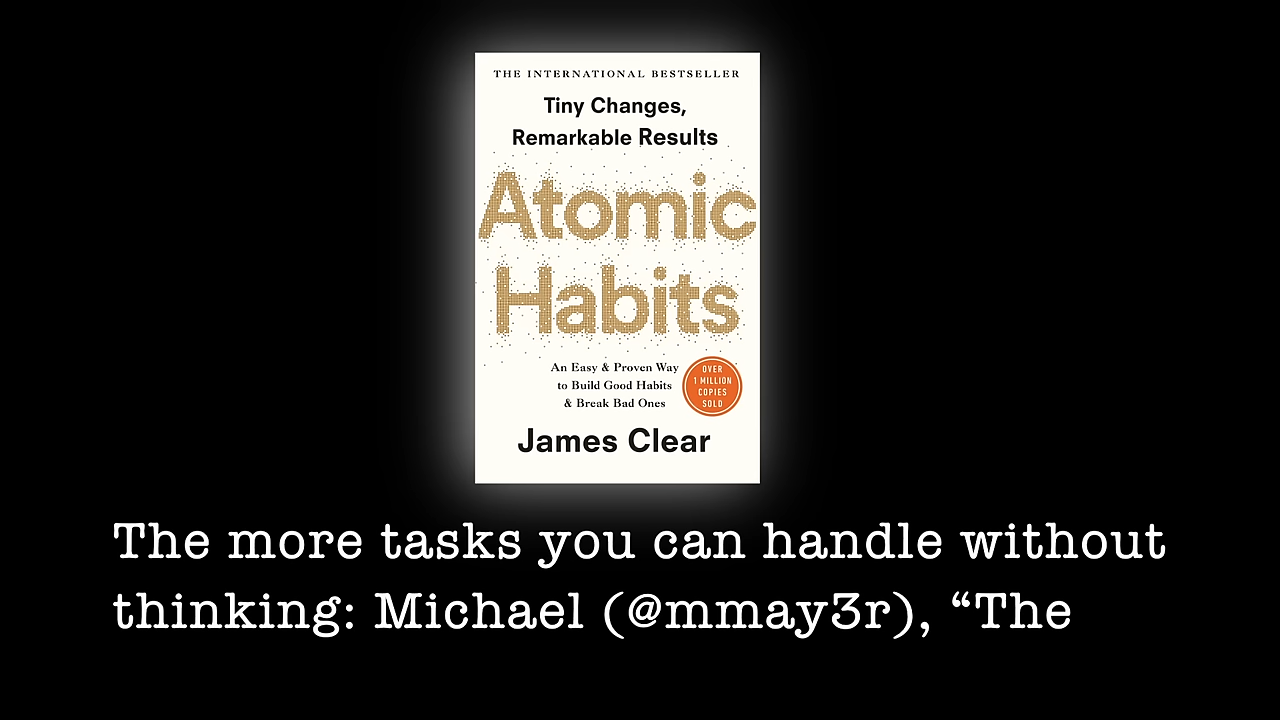 THE INTERNATIONAL BESTSELLER
Tiny Changes,
Remarkable Results
Atomic
Habits
An Easy & Proven Way
to Build Good Habits
& Break Bad Ones
OVER
1 MILLION
COPIES
SOLD
James Clear
The more tasks you can handle without
thinking: Michael (@mmay3r), “The